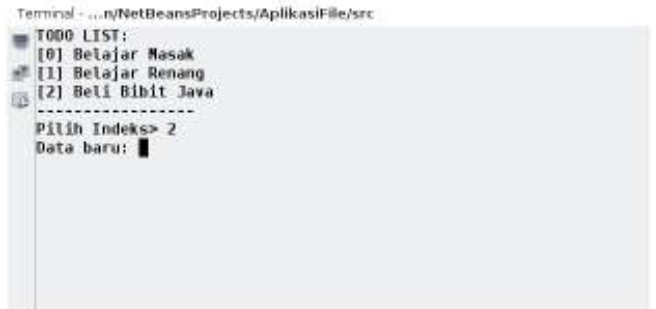 Terminal - ...n/NetBeansProjects/AplikasiFile/src
TODO LIST:
[0] Belajar Masak
[1] Belajar Renang
[2] Beli Bibit Java
------------------
Pilih Indeks> 2
Data baru: